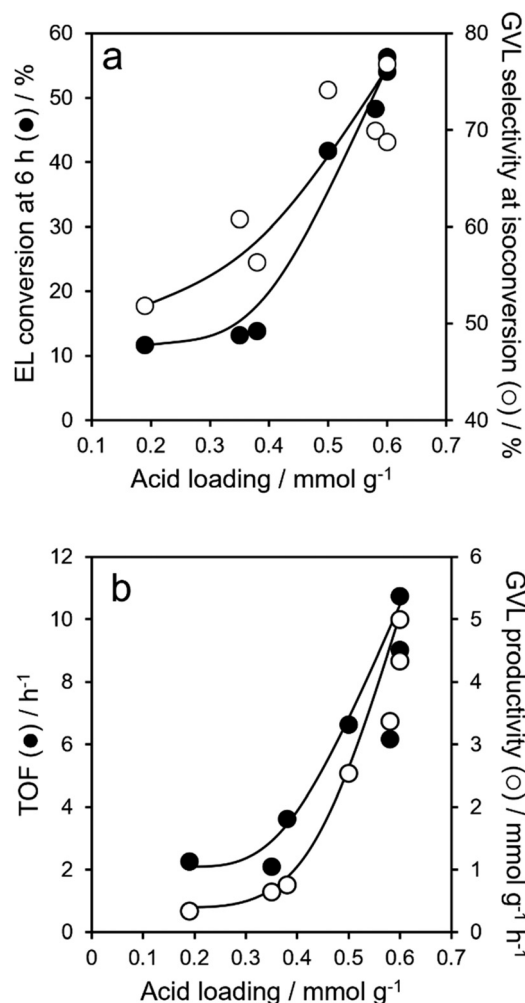 a
EL conversion at 6 h (●) / %
60
50
40
30
20
10
0
GVL selectivity at isoconversion (○) / %
80
70
60
50
40
0.1 0.2 0.3 0.4 0.5 0.6 0.7
Acid loading / mmol g-1
b
TOF (●) / h-1
12
10
8
6
4
2
0
GVL productivity (○) / mmol g-1 h-1
6
5
4
3
2
1
0
0 0.1 0.2 0.3 0.4 0.5 0.6 0.7
Acid loading / mmol g-1